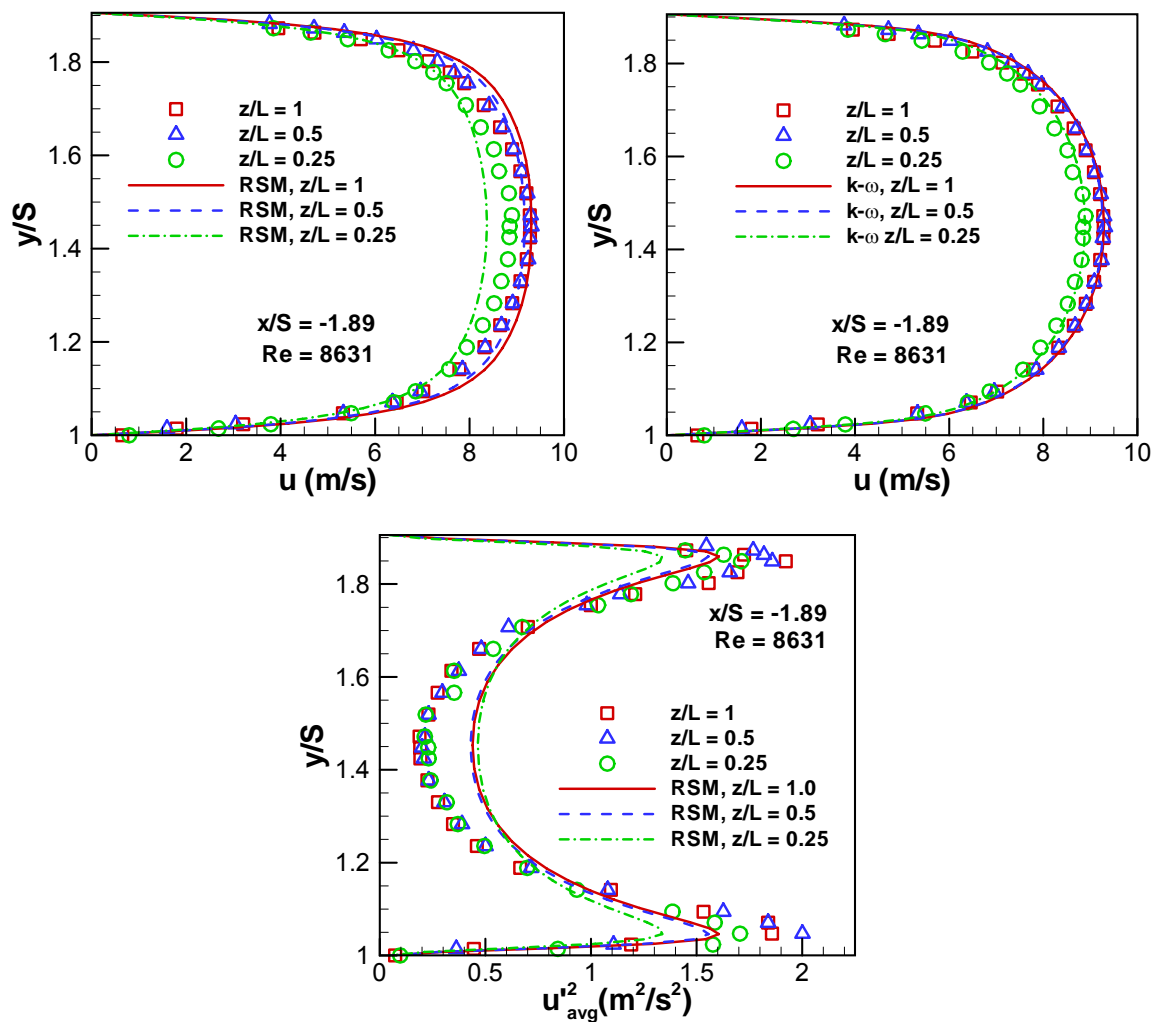 y/S
1.8
1.6
1.4
1.2
1
z/L = 1
z/L = 0.5
z/L = 0.25
RSM, z/L = 1
RSM, z/L = 0.5
RSM, z/L = 0.25
x/S = -1.89
Re = 8631
0 2 4 6 8 10
u (m/s)
y/S
1.8
1.6
1.4
1.2
1
z/L = 1
z/L = 0.5
z/L = 0.25
k-ω, z/L = 1
k-ω, z/L = 0.5
k-ω z/L = 0.25
x/S = -1.89
Re = 8631
2 4 6 8 10
u (m/s)
y/S
1.8
1.6
1.4
1.2
1
x/S = -1.89
Re = 8631
z/L = 1
z/L = 0.5
z/L = 0.25
RSM, z/L = 1.0
RSM, z/L = 0.5
RSM, z/L = 0.25
0 0.5 1 1.5 2
u'²avg(m²/s²)